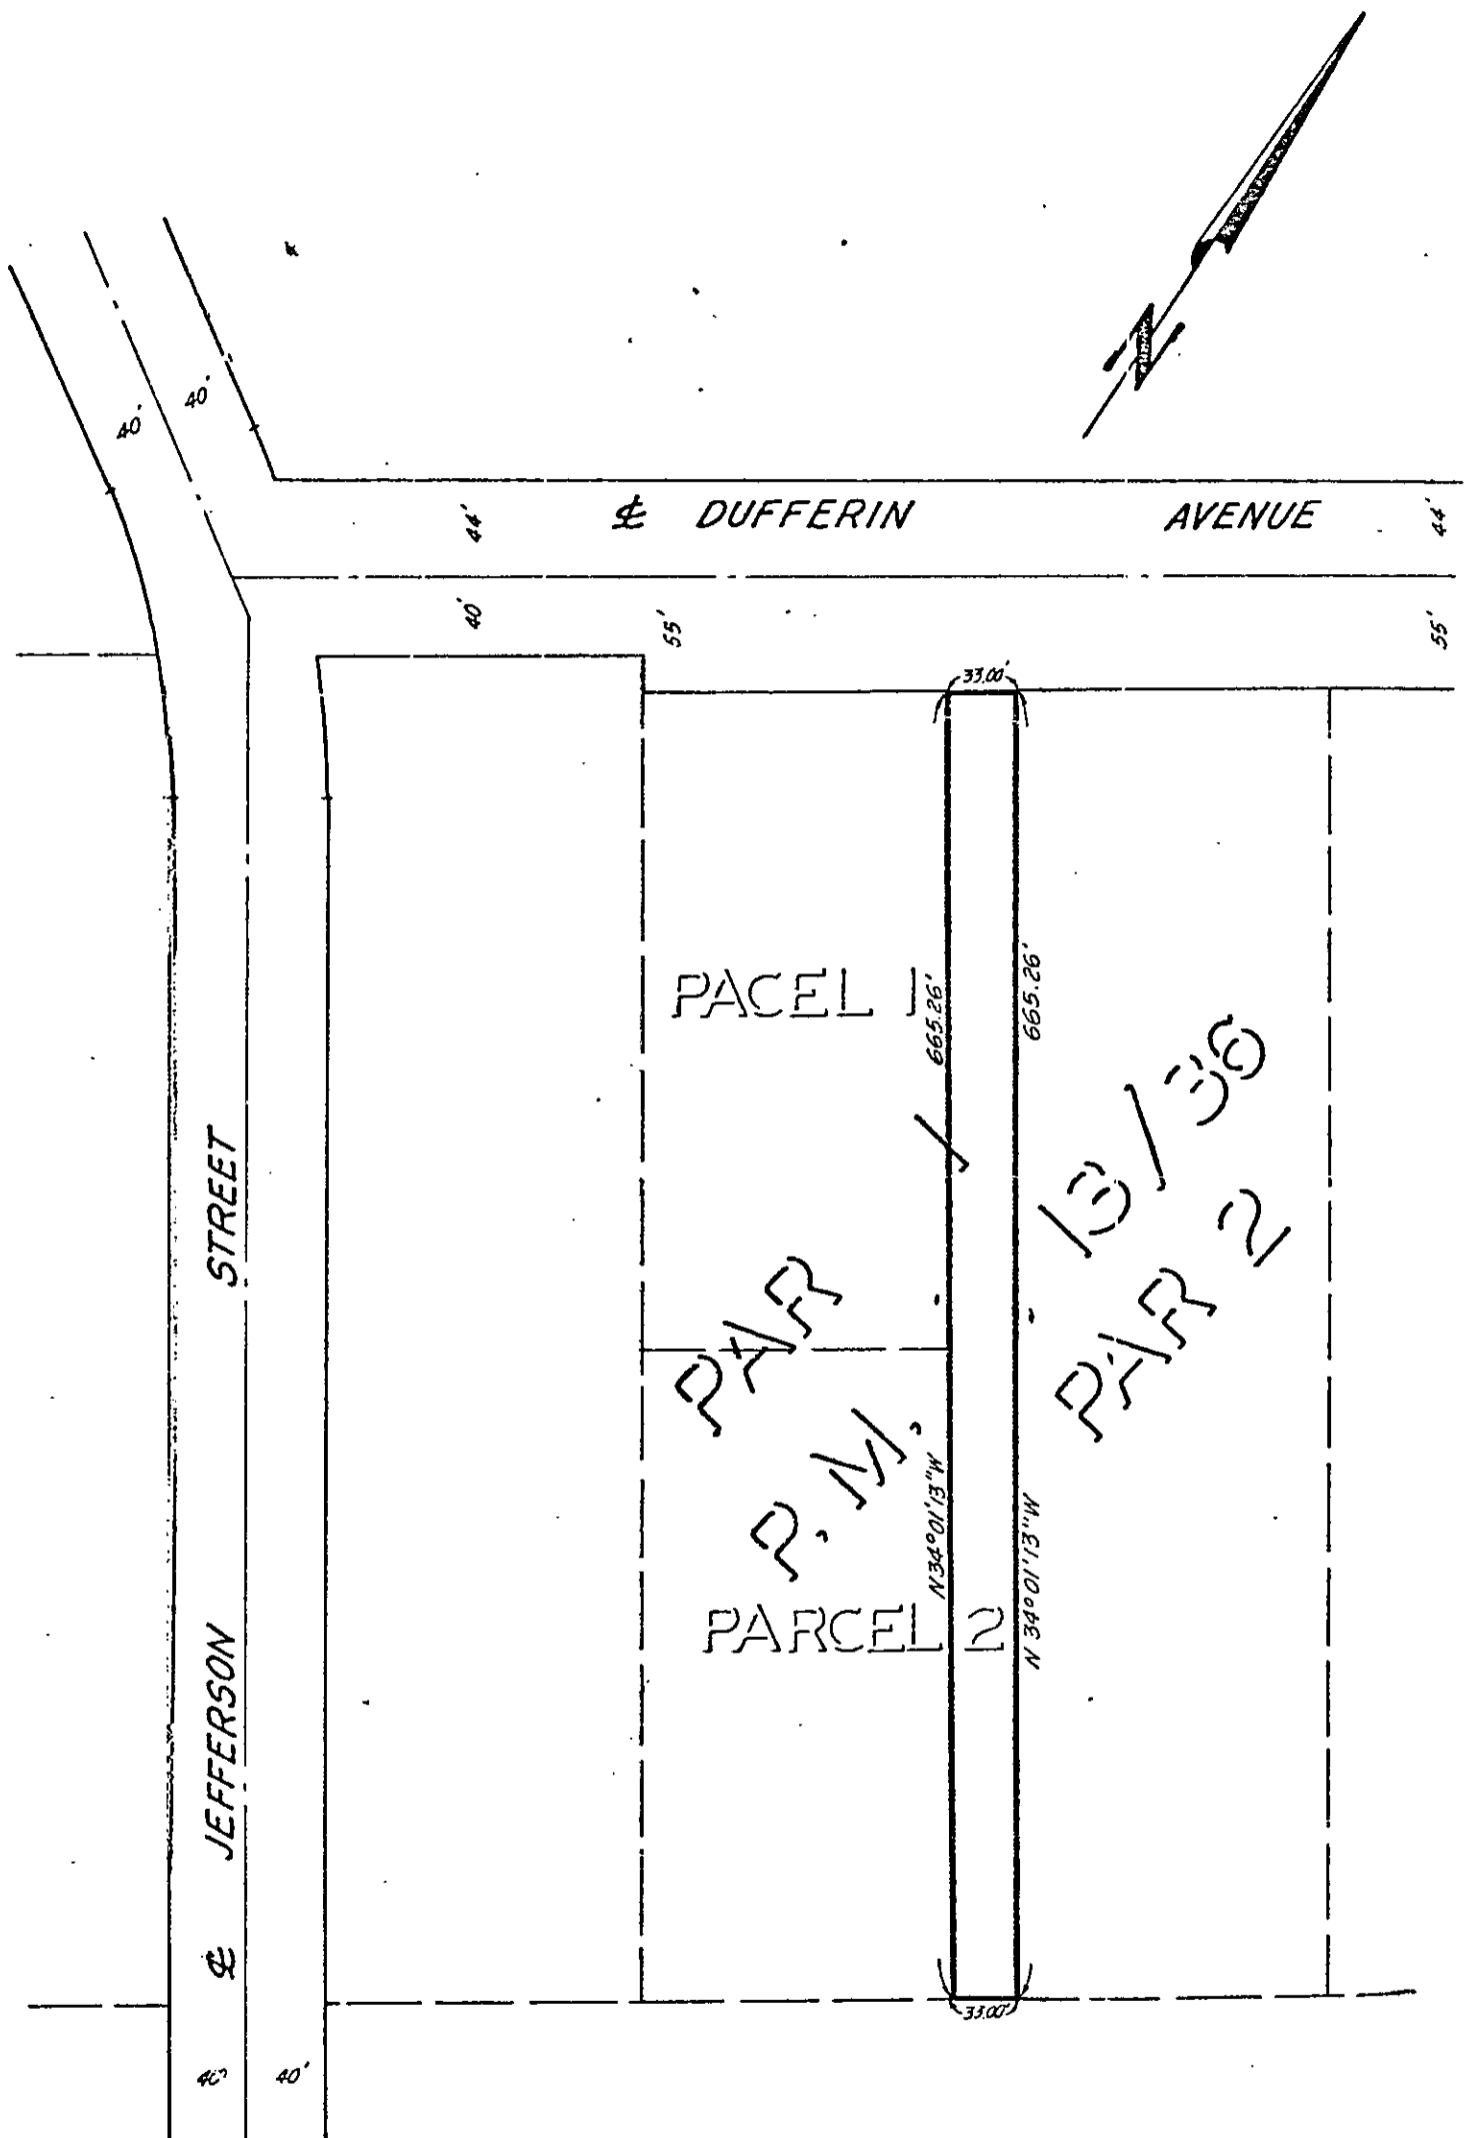 N
40'
40'
44'
℄ DUFFERIN AVENUE
44'
40'
55'
55'
33.00'
PACEL 1
665.26'
665.26'
13/36
PAR 1
PAR 2
P. M.
N34°01'13"W
N 34°01'13"W
PARCEL 2
℄ JEFFERSON STREET
33.00'
40'
40'